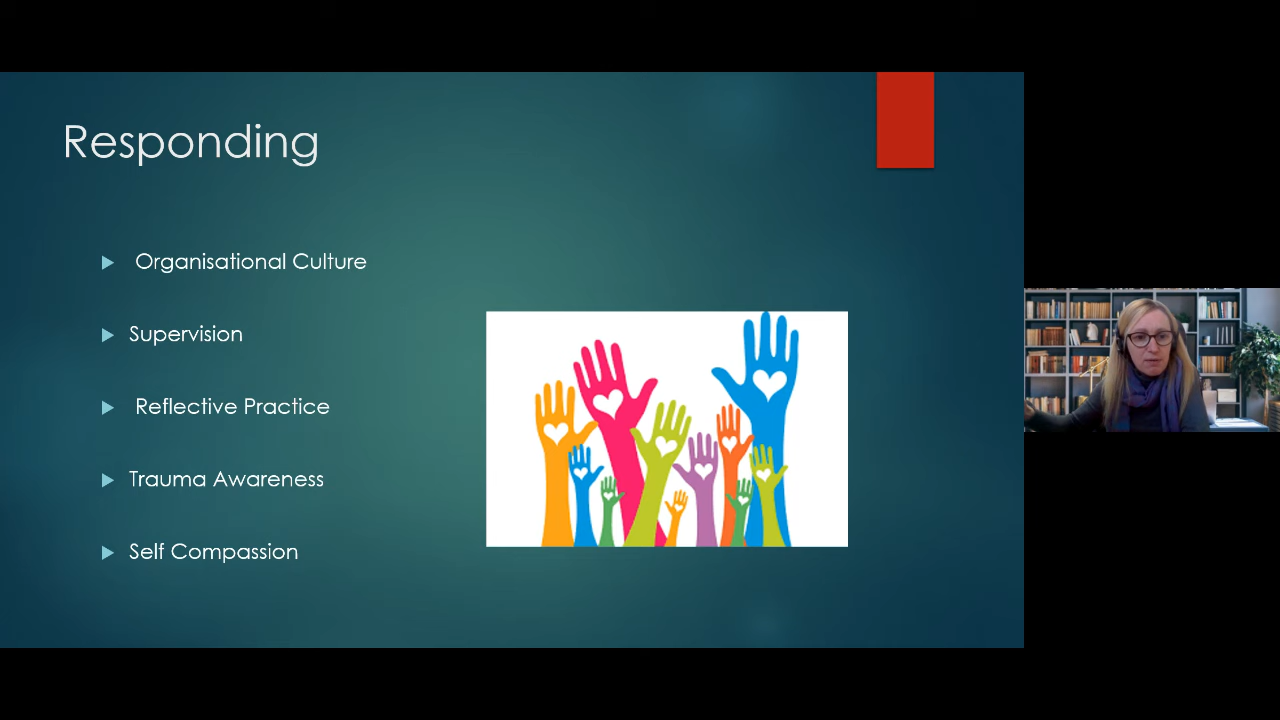 Responding
Organisational Culture
Supervision
Reflective Practice
Trauma Awareness
Self Compassion